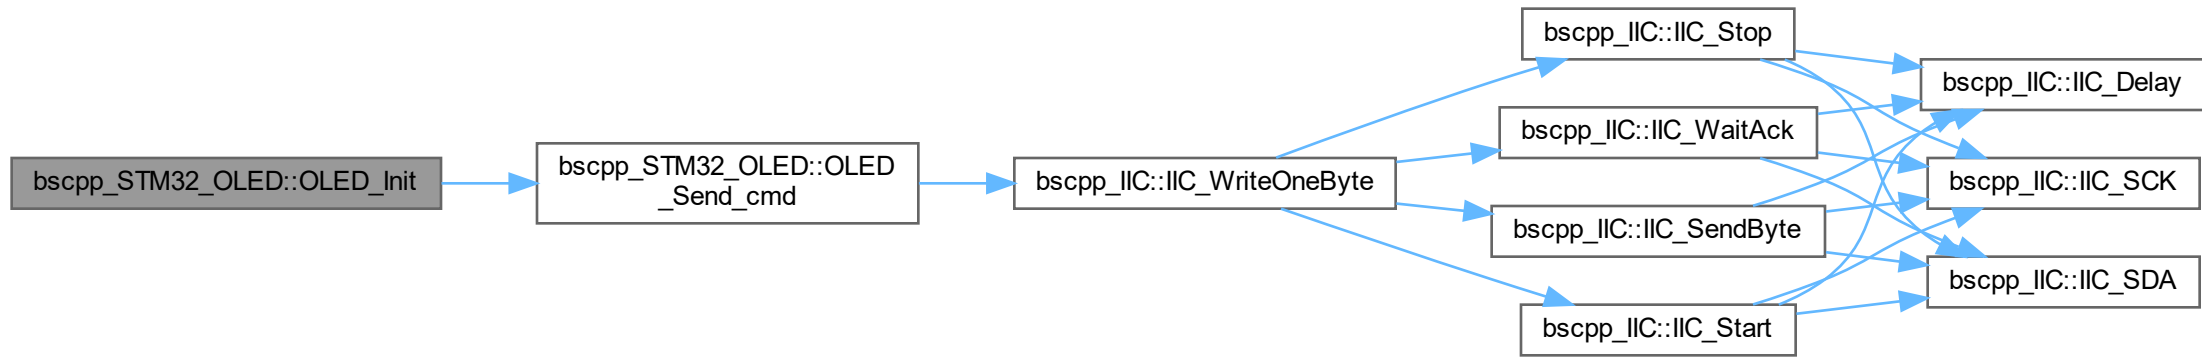 bscpp_STM32_OLED::OLED_Init
bscpp_STM32_OLED::OLED
_Send_cmd
bscpp_IIC::IIC_WriteOneByte
bscpp_IIC::IIC_Stop
bscpp_IIC::IIC_WaitAck
bscpp_IIC::IIC_SendByte
bscpp_IIC::IIC_Start
bscpp_IIC::IIC_Delay
bscpp_IIC::IIC_SCK
bscpp_IIC::IIC_SDA